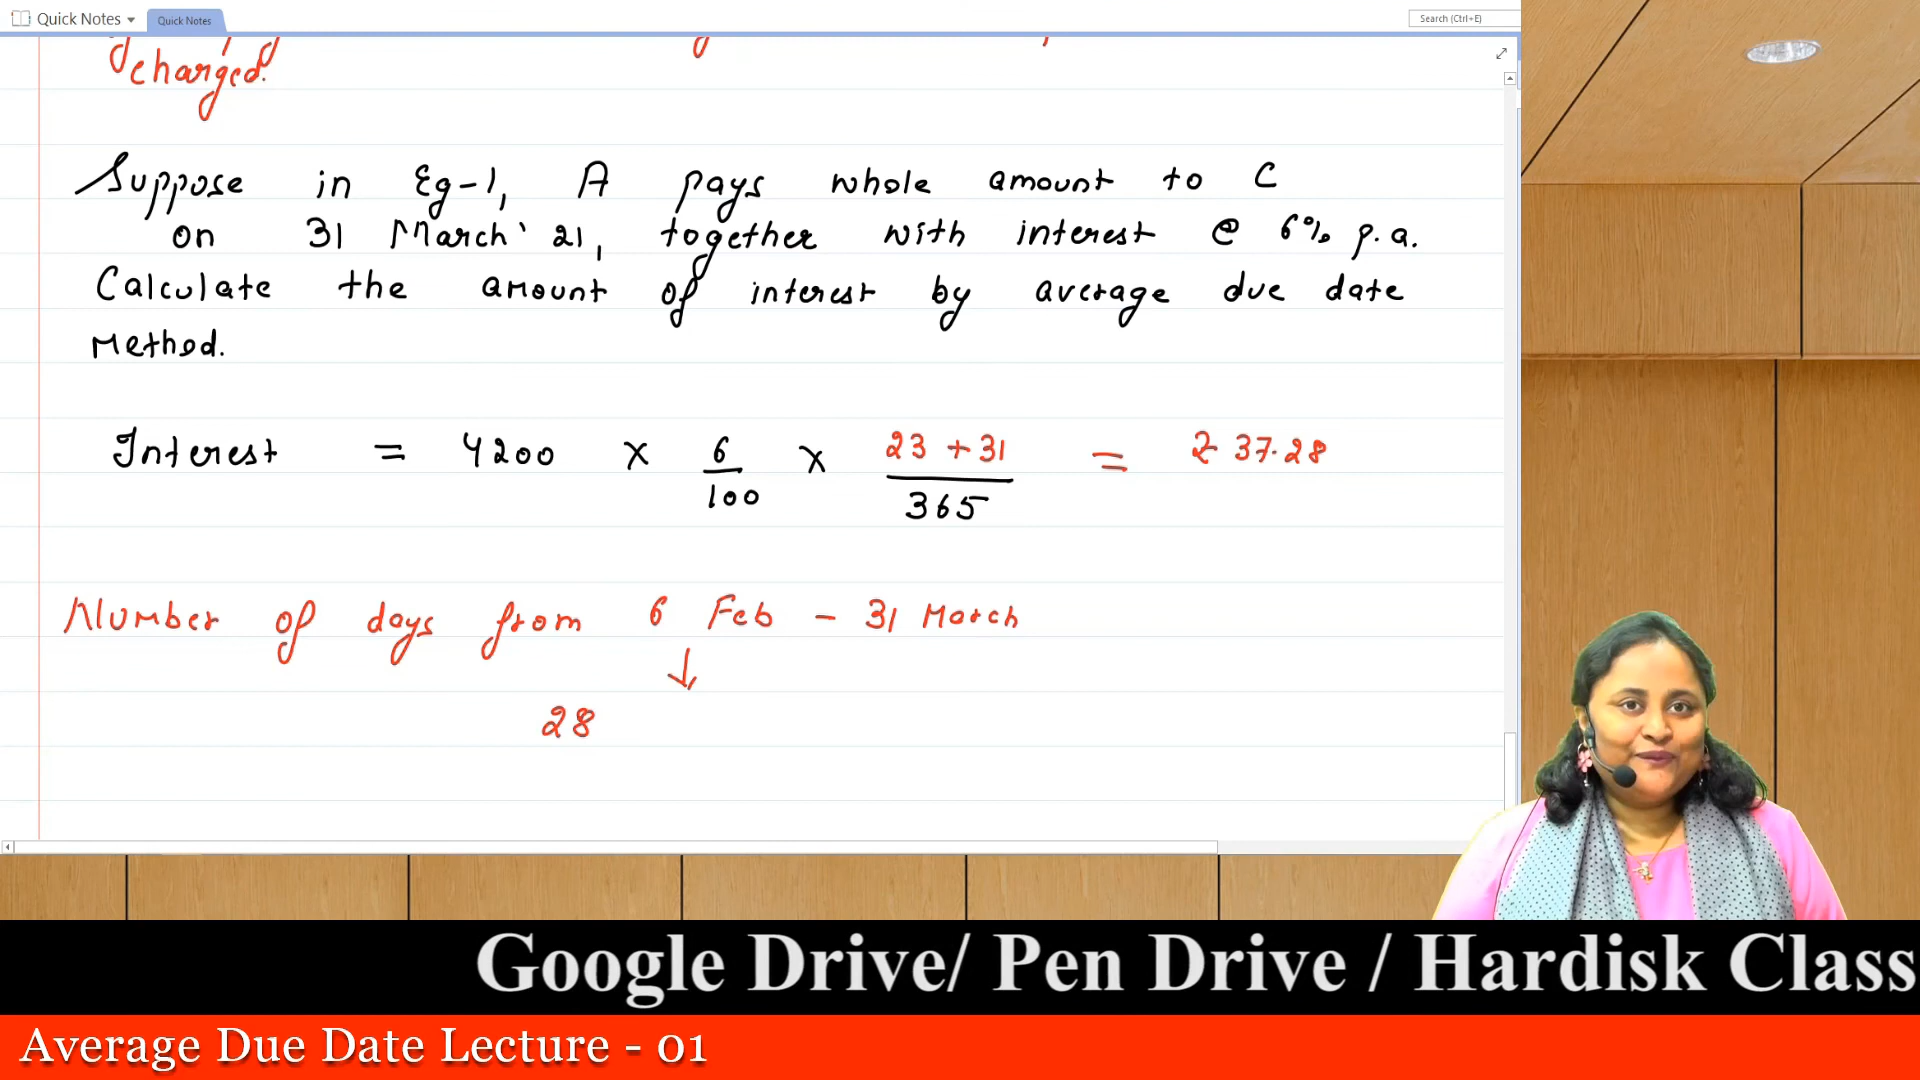 Quick Notes
Quick Notes
Search (Ctrl+E)
charged.
Suppose in Eg-1, A pays whole amount to C
on 31 March' 21, together with interest @ 6% p.a.
Calculate the amount of interest by average due date
Method.
Interest = 4200 x 6/100 x 23 + 31/365 = 2 37.28
Number of days from 6 Feb - 31 March
↓
28
Google Drive/ Pen Drive / Hardisk Class
Average Due Date Lecture - 01